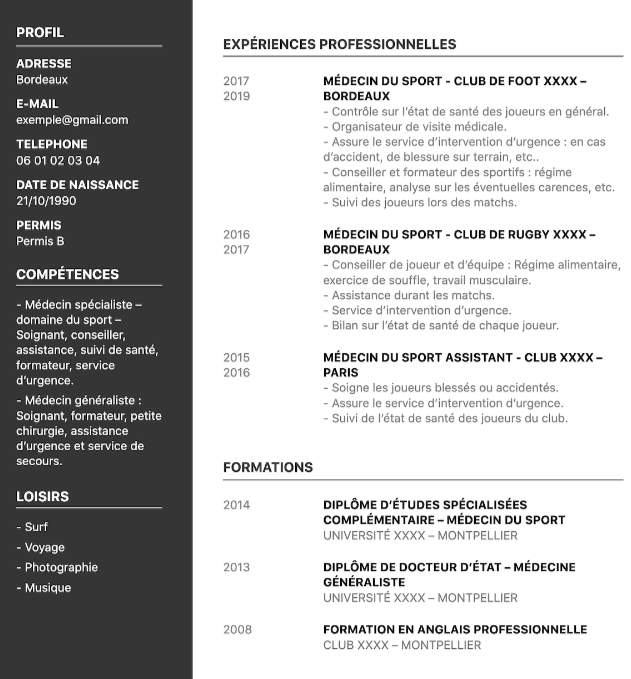 PROFIL
ADRESSE
Bordeaux
E-MAIL
exemple@gmail.com
TELEPHONE
06 01 02 03 04
DATE DE NAISSANCE
21/10/1990
PERMIS
Permis B
COMPÉTENCES
- Médecin spécialiste –
domaine du sport –
Soignant, conseiller,
assistance, suivi de santé,
formateur, service
d'urgence.
- Médecin généraliste :
Soignant, formateur, petite
chirurgie, assistance
d'urgence et service de
secours.
LOISIRS
- Surf
- Voyage
- Photographie
- Musique
EXPÉRIENCES PROFESSIONNELLES
2017
2019
MÉDECIN DU SPORT - CLUB DE FOOT XXXX –
BORDEAUX
- Contrôle sur l'état de santé des joueurs en général.
- Organisateur de visite médicale.
- Assure le service d'intervention d'urgence : en cas
d'accident, de blessure sur terrain, etc..
- Conseiller et formateur des sportifs : régime
alimentaire, analyse sur les éventuelles carences, etc.
- Suivi des joueurs lors des matchs.
2016
2017
MÉDECIN DU SPORT - CLUB DE RUGBY XXXX –
BORDEAUX
- Conseiller de joueur et d'équipe : Régime alimentaire,
exercice de souffle, travail musculaire.
- Assistance durant les matchs.
- Service d'intervention d'urgence.
- Bilan sur l'état de santé de chaque joueur.
2015
2016
MÉDECIN DU SPORT ASSISTANT - CLUB XXXX –
PARIS
- Soigne les joueurs blessés ou accidentés.
- Assure le service d'intervention d'urgence.
- Suivi de l'état de santé des joueurs du club.
FORMATIONS
2014
DIPLÔME D'ÉTUDES SPÉCIALISÉES
COMPLÉMENTAIRE – MÉDECIN DU SPORT
UNIVERSITÉ XXXX – MONTPELLIER
2013
DIPLÔME DE DOCTEUR D'ÉTAT – MÉDECINE
GÉNÉRALISTE
UNIVERSITÉ XXXX – MONTPELLIER
2008
FORMATION EN ANGLAIS PROFESSIONNELLE
CLUB XXXX – MONTPELLIER